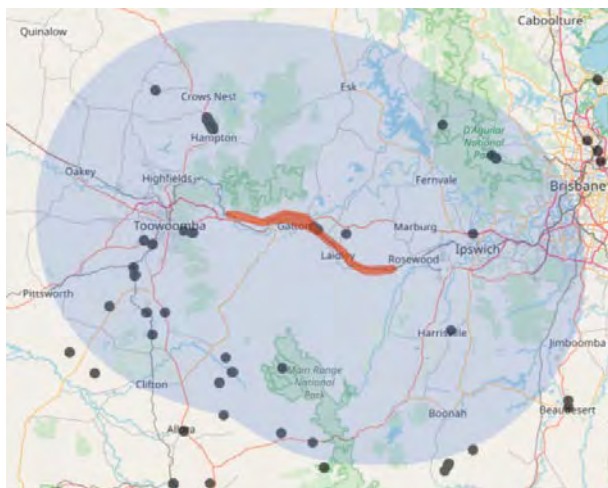 Caboolture
Quinalow
Esk
Crows Nest
D'Aguilar
National
Park
Hampton
Oakey
Highfields
Fernvale
Brisbane
Toowoomba
Gatton
Marburg
Ipswich
Laidley
Rosewood
Pittsworth
Harrisville
Jimboomba
Main Range
National
Park
Clifton
Boonah
Beaudesert
Allora